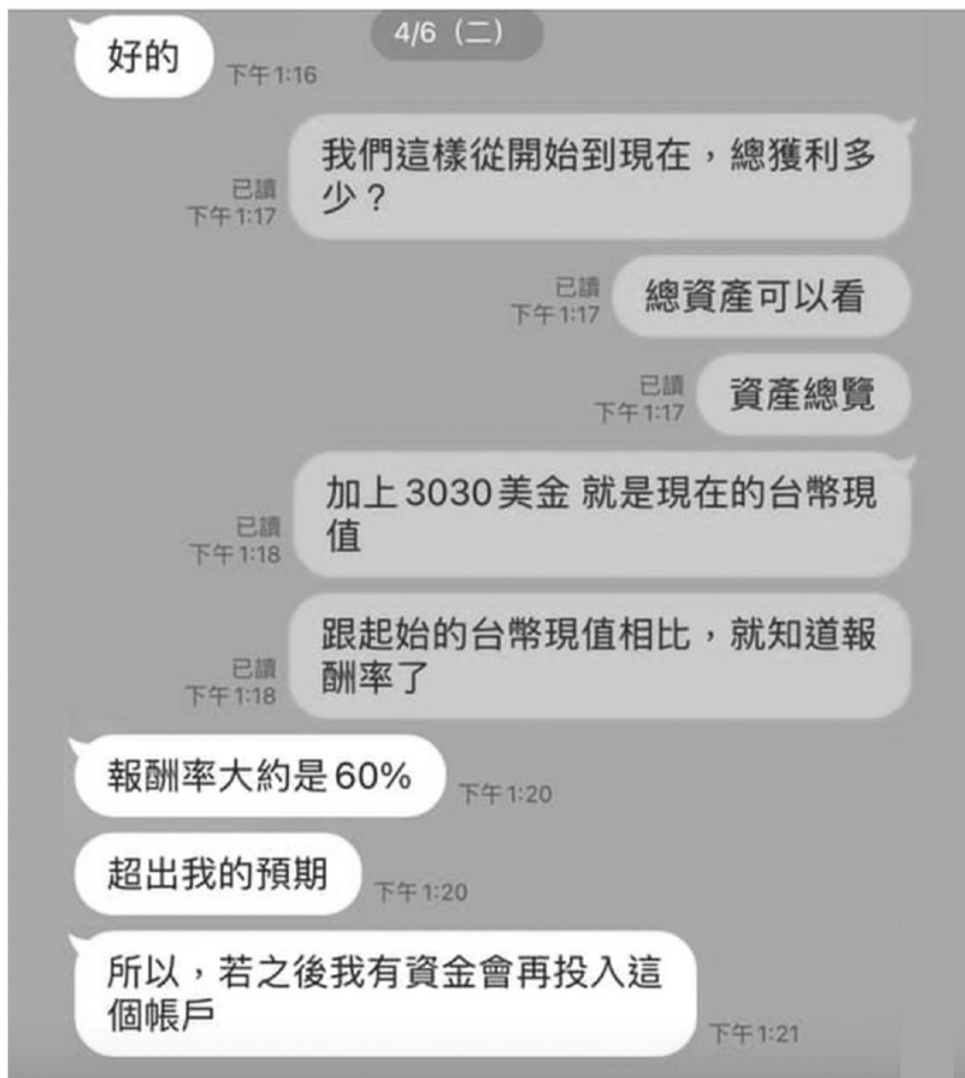 4/6（二）
好的
下午1:16
我們這樣從開始到現在，總獲利多
少？
已讀
下午1:17
總資產可以看
已讀
下午1:17
資產總覽
已讀
下午1:17
加上3030美金 就是現在的台幣現
值
已讀
下午1:18
跟起始的台幣現值相比，就知道報
酬率了
已讀
下午1:18
報酬率大約是60%
下午1:20
超出我的預期
下午1:20
所以，若之後我有資金會再投入這
個帳戶
下午1:21